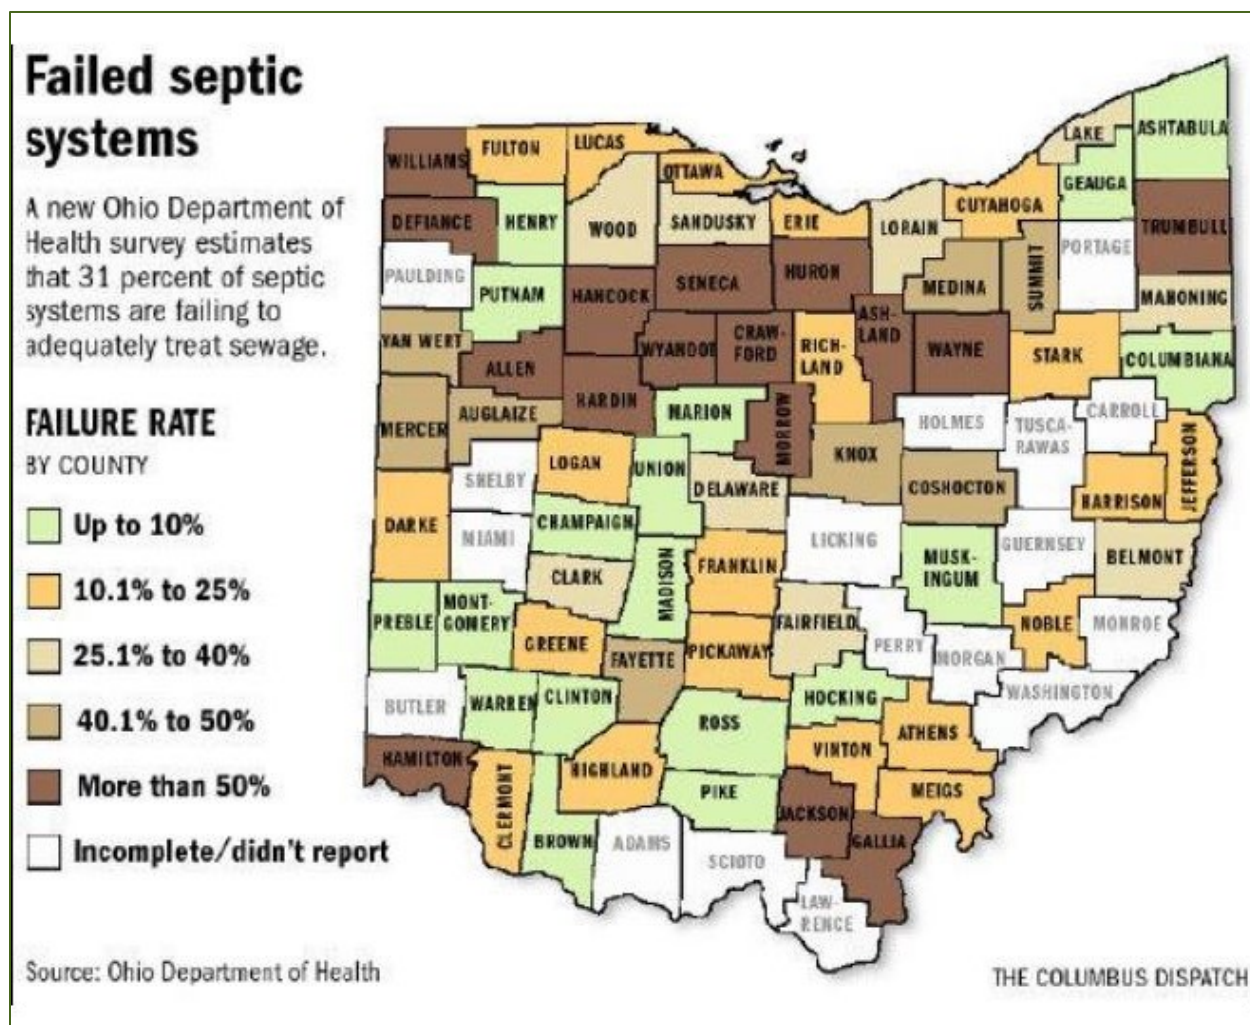 Failed septic
systems
A new Ohio Department of
Health survey estimates
that 31 percent of septic
systems are failing to
adequately treat sewage.
FAILURE RATE
BY COUNTY
Up to 10%
10.1% to 25%
25.1% to 40%
40.1% to 50%
More than 50%
Incomplete/didn't report
WILLIAMS
FULTON
LUCAS
OTTAWA
LAKE
ASHTABULA
GEAUGA
CUYAHOGA
DEFIANCE
HENRY
WOOD
SANDUSKY
ERIE
LORAIN
TRUMBULL
PORTAGE
SUMMIT
PAULDING
PUTNAM
HANCOCK
SENECA
HURON
MEDINA
MAHONING
VAN WERT
ALLEN
WYANDOT
CRAW-
FORD
RICH-
LAND
ASH-
LAND
WAYNE
STARK
COLUMBIANA
MERCER
AUGLAIZE
HARDIN
MARION
MORROW
HOLMES
TUSCA-
RAWAS
CARROLL
JEFFERSON
SHELBY
LOGAN
UNION
DELAWARE
KNOX
COSHOCTON
HARRISON
DARKE
MIAMI
CHAMPAIGN
CLARK
MADISON
FRANKLIN
LICKING
MUSK-
INGUM
GUERNSEY
BELMONT
PREBLE
MONT-
GOMERY
GREENE
FAYETTE
PICKAWAY
FAIRFIELD
PERRY
MORGAN
NOBLE
MONROE
BUTLER
WARREN
CLINTON
ROSS
HOCKING
ATHENS
WASHINGTON
HAMILTON
CLERMONT
HIGHLAND
PIKE
VINTON
MEIGS
BROWN
ADAMS
SCIOTO
JACKSON
GALLIA
LAW-
RENCE
Source: Ohio Department of Health
THE COLUMBUS DISPATCH